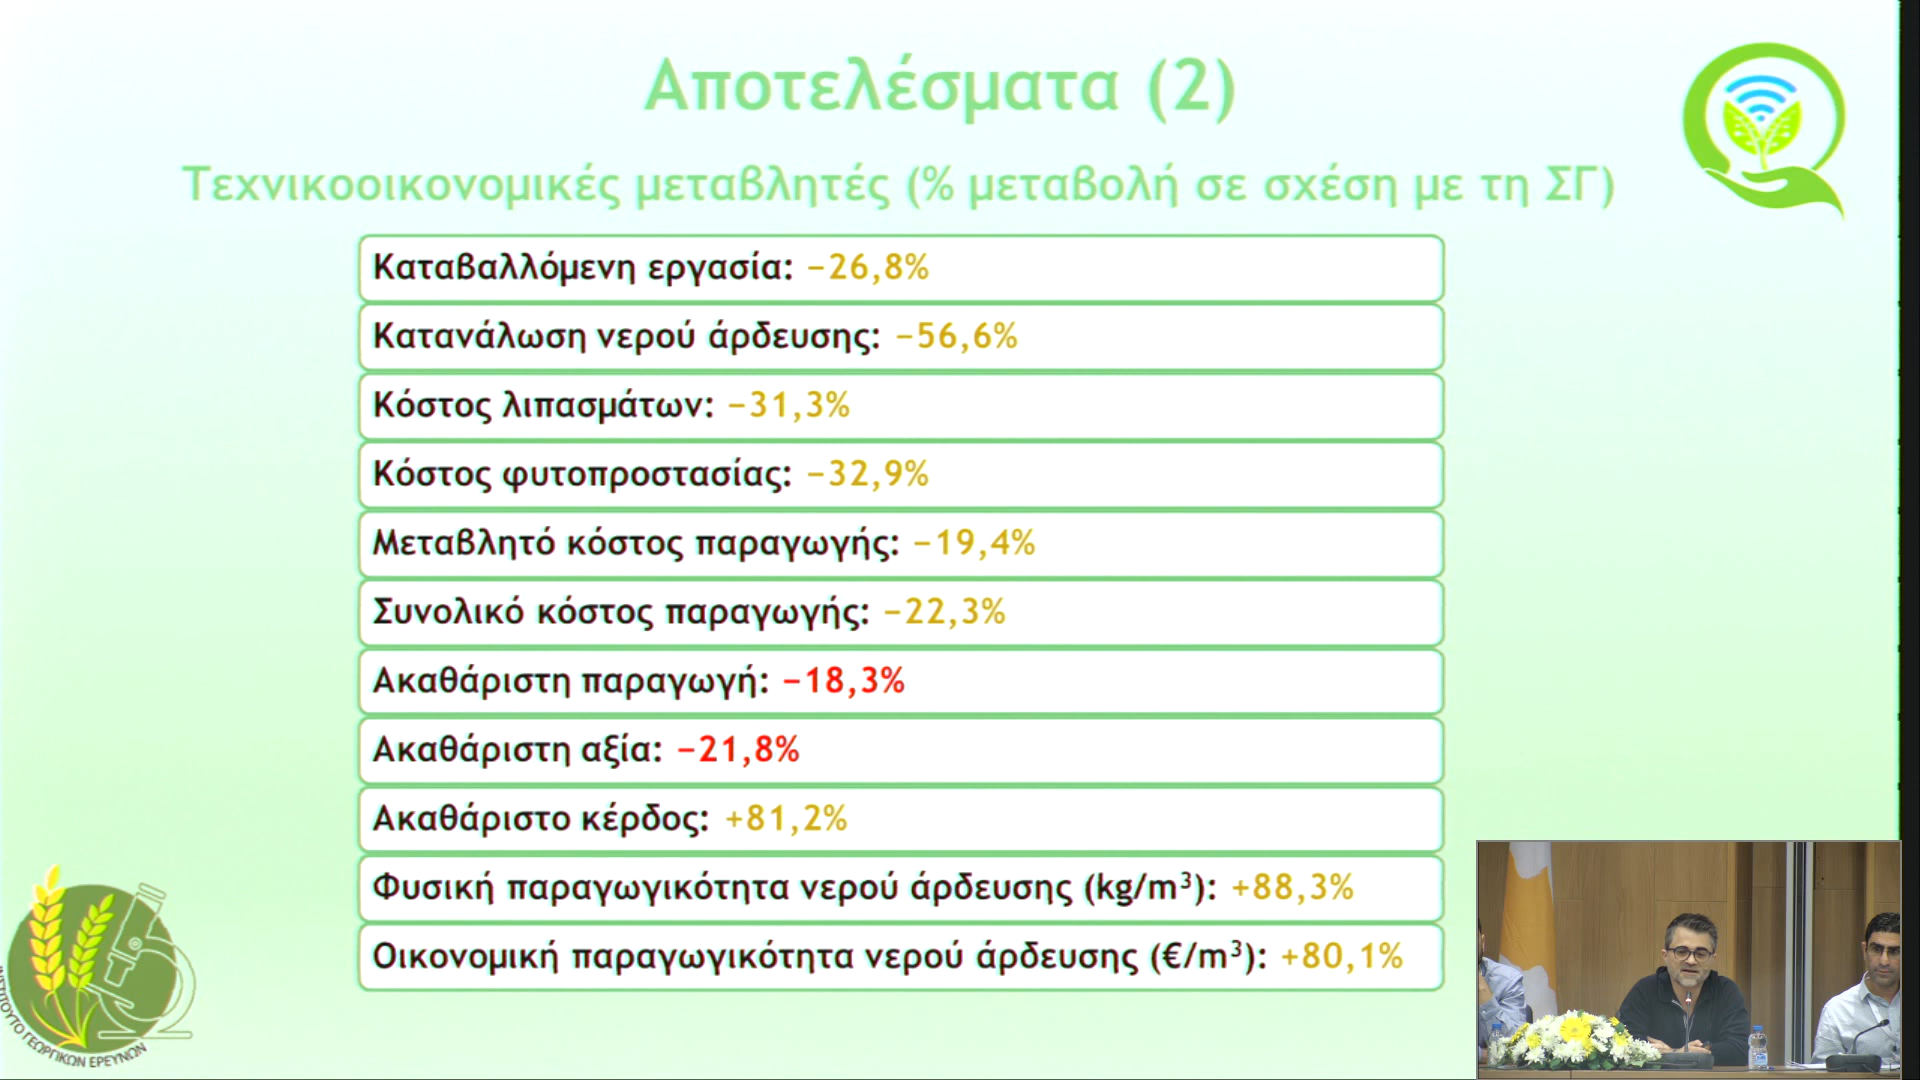 Αποτελέσματα (2)
Τεχνικοοικονομικές μεταβλητές (% μεταβολή σε σχέση με τη ΣΓ)
Καταβαλλόμενη εργασία: −26,8%
Κατανάλωση νερού άρδευσης: −56,6%
Κόστος λιπασμάτων: −31,3%
Κόστος φυτοπροστασίας: −32,9%
Μεταβλητό κόστος παραγωγής: −19,4%
Συνολικό κόστος παραγωγής: −22,3%
Ακαθάριστη παραγωγή: −18,3%
Ακαθάριστη αξία: −21,8%
Ακαθάριστο κέρδος: +81,2%
Φυσική παραγωγικότητα νερού άρδευσης (kg/m³): +88,3%
Οικονομική παραγωγικότητα νερού άρδευσης (€/m³): +80,1%
ΓΕΩΡΓΙΚΩΝ ΕΡΕΥΝΩΝ